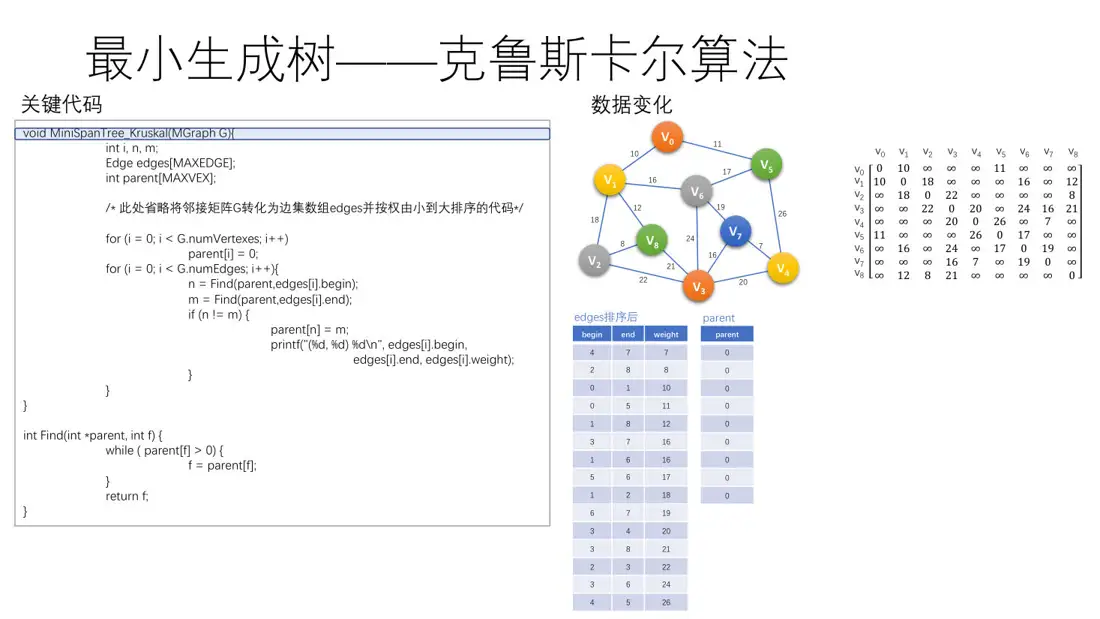 最小生成树——克鲁斯卡尔算法
关键代码
void MiniSpanTree_Kruskal(MGraph G){
int i, n, m;
Edge edges[MAXEDGE];
int parent[MAXVEX];
/* 此处省略将邻接矩阵G转化为边集数组edges并按权由小到大排序的代码*/
for (i = 0; i < G.numVertexes; i++)
parent[i] = 0;
for (i = 0; i < G.numEdges; i++){
n = Find(parent,edges[i].begin);
m = Find(parent,edges[i].end);
if (n != m) {
parent[n] = m;
printf("(%d, %d) %d\n", edges[i].begin,
edges[i].end, edges[i].weight);
}
}
}
int Find(int *parent, int f) {
while ( parent[f] > 0) {
f = parent[f];
}
return f;
}
数据变化
V0
10
11
V5
V1
16
17
V6
18
12
19
26
V8
V7
8
24
7
V2
21
16
V4
22
V3
20
edges排序后
begin end weight
4 7 7
2 8 8
0 1 10
0 5 11
1 8 12
3 7 16
1 6 16
5 6 17
1 2 18
6 7 19
3 4 20
3 8 21
2 3 22
3 6 24
4 5 26
parent
parent
0
0
0
0
0
0
0
0
0
v0 v1 v2 v3 v4 v5 v6 v7 v8
v0 0 10 ∞ ∞ ∞ 11 ∞ ∞ ∞
v1 10 0 18 ∞ ∞ ∞ 16 ∞ 12
v2 ∞ 18 0 22 ∞ ∞ ∞ ∞ 8
v3 ∞ ∞ 22 0 20 ∞ 24 16 21
v4 ∞ ∞ ∞ 20 0 26 ∞ 7 ∞
v5 11 ∞ ∞ ∞ 26 0 17 ∞ ∞
v6 ∞ 16 ∞ 24 ∞ 17 0 19 ∞
v7 ∞ ∞ ∞ 16 7 ∞ 19 0 ∞
v8 ∞ 12 8 21 ∞ ∞ ∞ ∞ 0